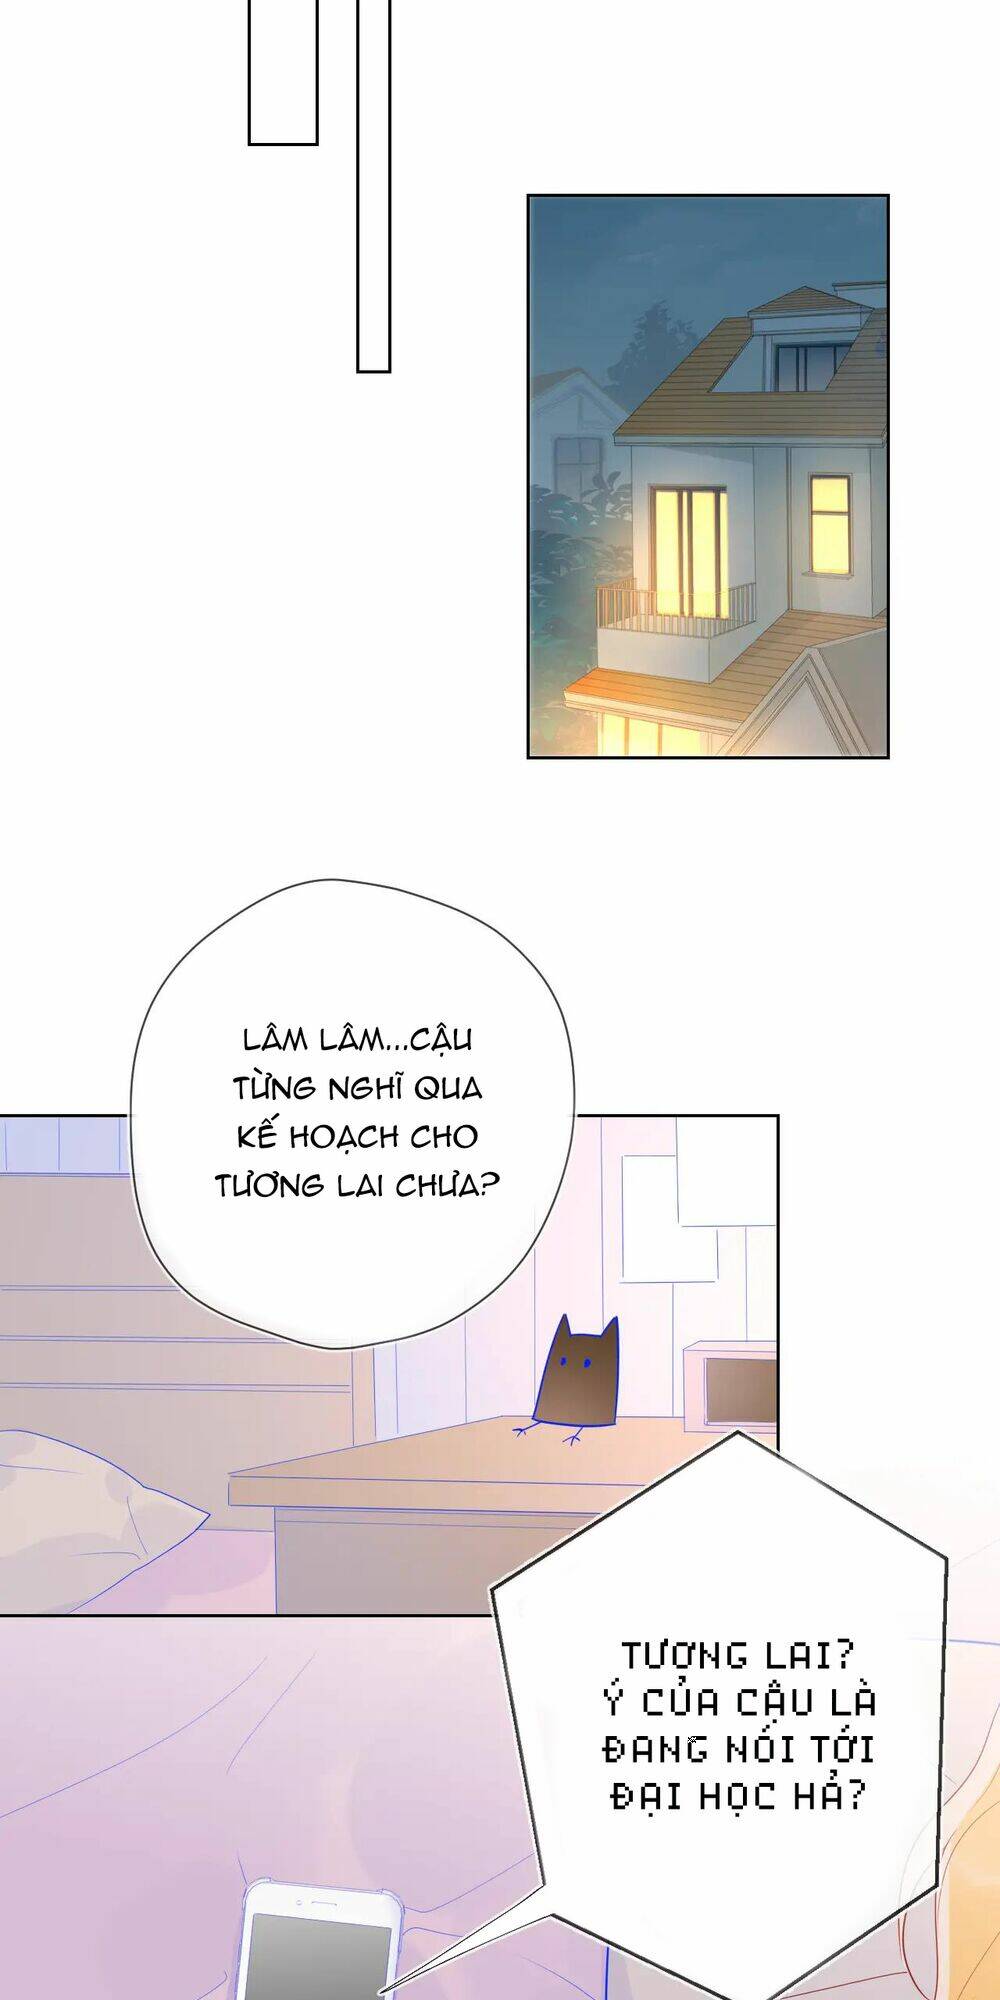 LÂM LÂM...CẬU
TỪNG NGHĨ QUA
KẾ HOẠCH CHO
TƯƠNG LAI CHƯA?
TƯƠNG LAI?
Ý CỦA CẬU LÀ
ĐANG NÓI TỚI
ĐẠI HỌC HẢ?